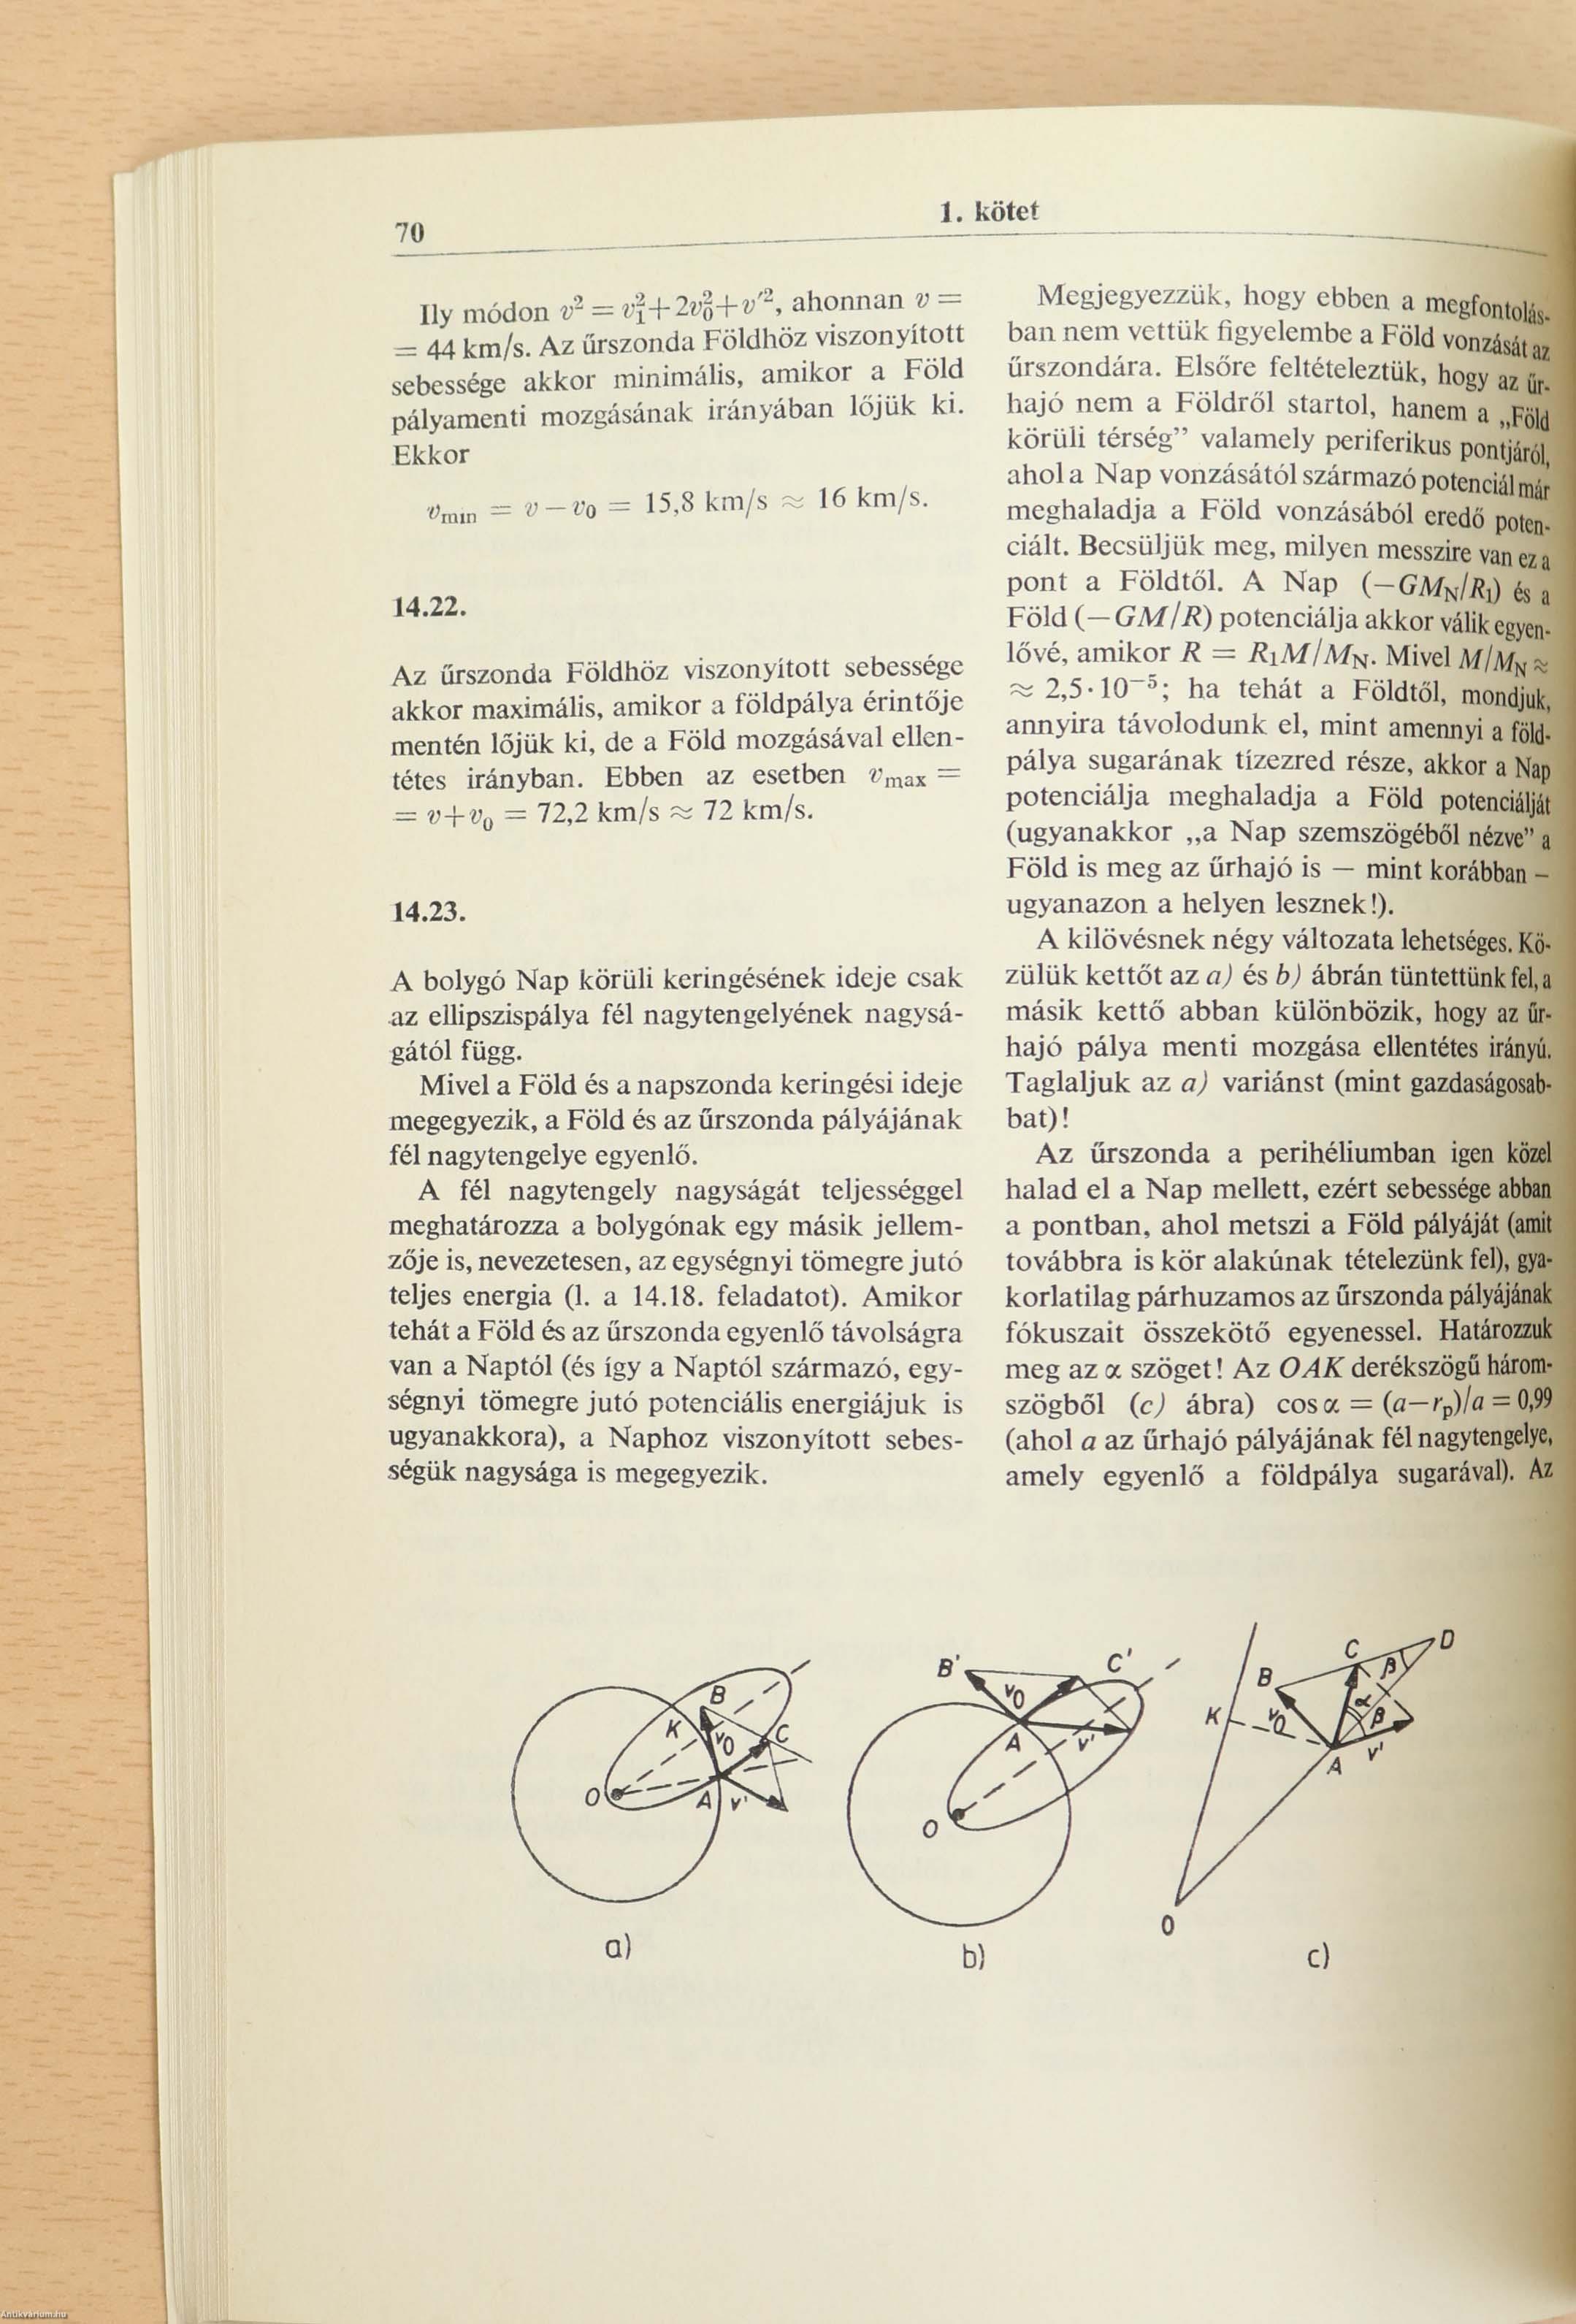 70
1. kötet
Ily módon v² = v₁²+2v₀²+v′², ahonnan v =
= 44 km/s. Az űrszonda Földhöz viszonyított
sebessége akkor minimális, amikor a Föld
pályamenti mozgásának irányában lőjük ki.
Ekkor
vmin = v − v₀ = 15,8 km/s ≈ 16 km/s.
14.22.
Az űrszonda Földhöz viszonyított sebessége
akkor maximális, amikor a földpálya érintője
mentén lőjük ki, de a Föld mozgásával ellen-
tétes irányban. Ebben az esetben vmax =
= v+v₀ = 72,2 km/s ≈ 72 km/s.
14.23.
A bolygó Nap körüli keringésének ideje csak
az ellipszispálya fél nagytengelyének nagysá-
gától függ.
Mivel a Föld és a napszonda keringési ideje
megegyezik, a Föld és az űrszonda pályájának
fél nagytengelye egyenlő.
A fél nagytengely nagyságát teljességgel
meghatározza a bolygónak egy másik jellem-
zője is, nevezetesen, az egységnyi tömegre jutó
teljes energia (l. a 14.18. feladatot). Amikor
tehát a Föld és az űrszonda egyenlő távolságra
van a Naptól (és így a Naptól származó, egy-
ségnyi tömegre jutó potenciális energiájuk is
ugyanakkora), a Naphoz viszonyított sebes-
ségük nagysága is megegyezik.
Megjegyezzük, hogy ebben a megfontolás-
ban nem vettük figyelembe a Föld vonzását az
űrszondára. Elsőre feltételeztük, hogy az űr-
hajó nem a Földről startol, hanem a „Föld
körüli térség” valamely periferikus pontjáról,
ahol a Nap vonzásától származó potenciál már
meghaladja a Föld vonzásából eredő poten-
ciált. Becsüljük meg, milyen messzire van ez a
pont a Földtől. A Nap (−GMN/R₁) és a
Föld (−GM/R) potenciálja akkor válik egyen-
lővé, amikor R = R₁M/MN. Mivel M/MN ≈
≈ 2,5·10⁻⁵; ha tehát a Földtől, mondjuk,
annyira távolodunk el, mint amennyi a föld-
pálya sugarának tízezred része, akkor a Nap
potenciálja meghaladja a Föld potenciálját
(ugyanakkor „a Nap szemszögéből nézve” a
Föld is meg az űrhajó is — mint korábban –
ugyanazon a helyen lesznek!).
A kilövésnek négy változata lehetséges. Kö-
zülük kettőt az a) és b) ábrán tüntettünk fel, a
másik kettő abban különbözik, hogy az űr-
hajó pálya menti mozgása ellentétes irányú.
Taglaljuk az a) variánst (mint gazdaságosab-
bat)!
Az űrszonda a perihéliumban igen közel
halad el a Nap mellett, ezért sebessége abban
a pontban, ahol metszi a Föld pályáját (amit
továbbra is kör alakúnak tételezünk fel), gya-
korlatilag párhuzamos az űrszonda pályájának
fókuszait összekötő egyenessel. Határozzuk
meg az α szöget! Az OAK derékszögű három-
szögből (c) ábra) cos α = (a−rp)/a = 0,99
(ahol a az űrhajó pályájának fél nagytengelye,
amely egyenlő a földpálya sugarával). Az
B
K
v0
C
O
A
v'
a)
B'
C'
v0
A
v'
O
b)
D
C
B
β
K
v0
α
β
A
v'
O
c)
Antikvarium.hu